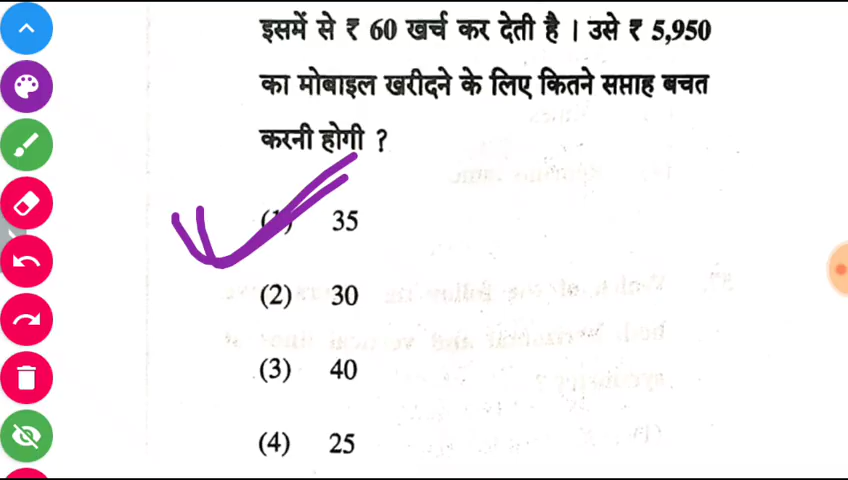 इसमें से ₹ 60 खर्च कर देती है । उसे ₹ 5,950
का मोबाइल खरीदने के लिए कितने सप्ताह बचत
करनी होगी ?
(1) 35
(2) 30
(3) 40
(4) 25